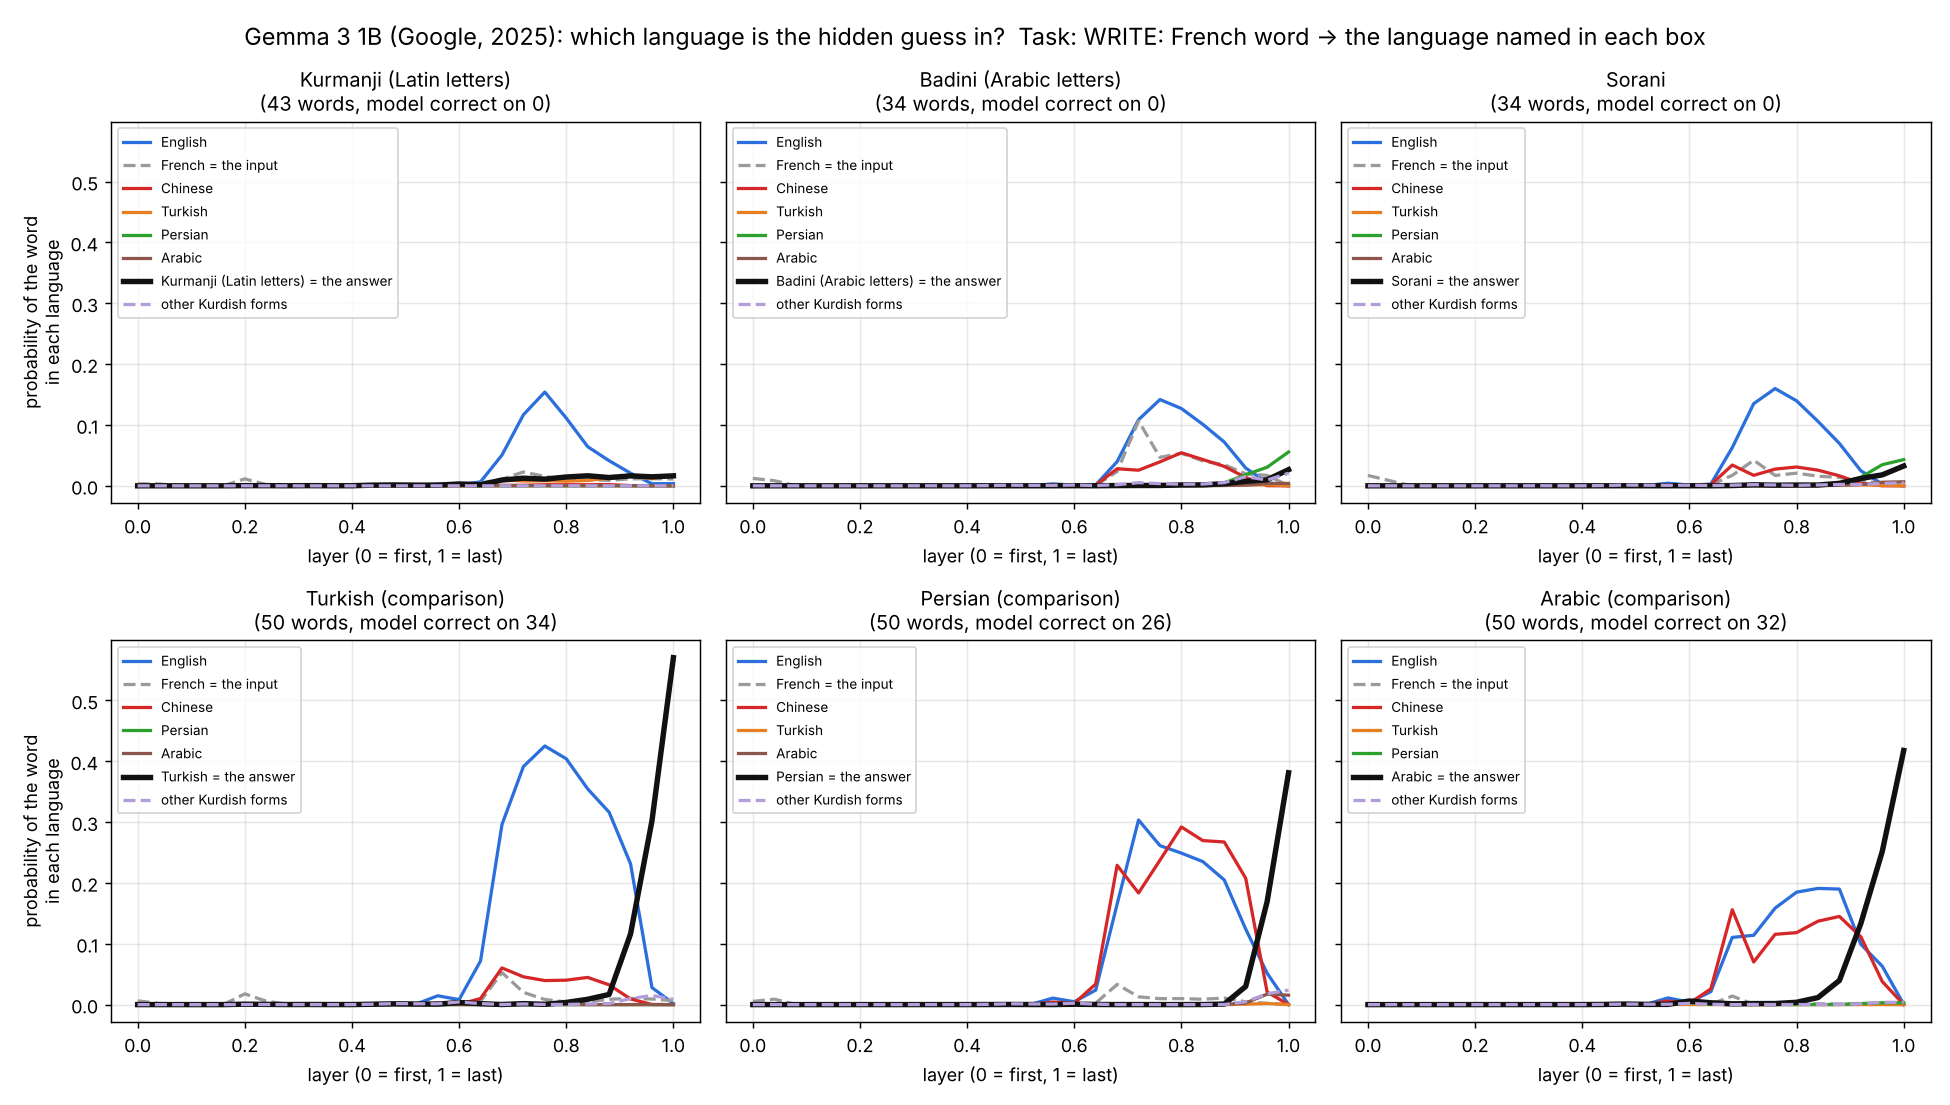 Gemma 3 1B (Google, 2025): which language is the hidden guess in?  Task: WRITE: French word → the language named in each box
Kurmanji (Latin letters)
(43 words, model correct on 0)
English
French = the input
Chinese
Turkish
Persian
Arabic
Kurmanji (Latin letters) = the answer
other Kurdish forms
probability of the word
in each language
0.5
0.4
0.3
0.2
0.1
0.0
0.0 0.2 0.4 0.6 0.8 1.0
layer (0 = first, 1 = last)
Badini (Arabic letters)
(34 words, model correct on 0)
English
French = the input
Chinese
Turkish
Persian
Arabic
Badini (Arabic letters) = the answer
other Kurdish forms
0.0 0.2 0.4 0.6 0.8 1.0
layer (0 = first, 1 = last)
Sorani
(34 words, model correct on 0)
English
French = the input
Chinese
Turkish
Persian
Arabic
Sorani = the answer
other Kurdish forms
0.0 0.2 0.4 0.6 0.8 1.0
layer (0 = first, 1 = last)
Turkish (comparison)
(50 words, model correct on 34)
English
French = the input
Chinese
Persian
Arabic
Turkish = the answer
other Kurdish forms
probability of the word
in each language
0.5
0.4
0.3
0.2
0.1
0.0
0.0 0.2 0.4 0.6 0.8 1.0
layer (0 = first, 1 = last)
Persian (comparison)
(50 words, model correct on 26)
English
French = the input
Chinese
Turkish
Arabic
Persian = the answer
other Kurdish forms
0.0 0.2 0.4 0.6 0.8 1.0
layer (0 = first, 1 = last)
Arabic (comparison)
(50 words, model correct on 32)
English
French = the input
Chinese
Turkish
Persian
Arabic = the answer
other Kurdish forms
0.0 0.2 0.4 0.6 0.8 1.0
layer (0 = first, 1 = last)